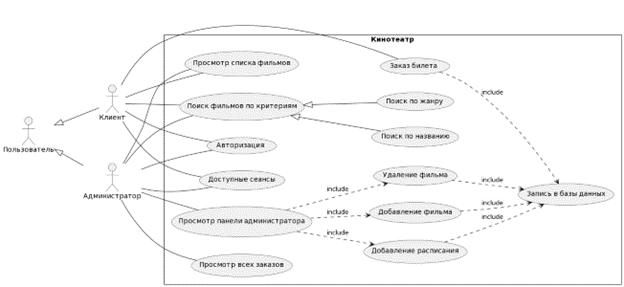 Кинотеатр
Просмотр списка фильмов
Заказ билета
include
Клиент
Поиск фильмов по критериям
Поиск по жанру
Поиск по названию
Пользователь
Авторизация
Администратор
Доступные сеансы
Удаление фильма
include
include
Запись в базы данных
Просмотр панели администратора
include
Добавление фильма
include
include
include
Добавление расписания
Просмотр всех заказов